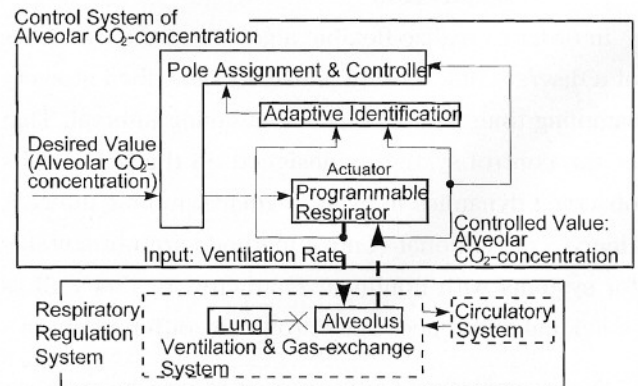 Control System of
Alveolar CO₂-concentration
Pole Assignment & Controller
Adaptive Identification
Desired Value
(Alveolar CO₂-
concentration)
Actuator
Programmable
Respirator
Controlled Value:
Alveolar
CO₂-concentration
Input: Ventilation Rate
Respiratory
Regulation
System
Lung
Alveolus
Ventilation & Gas-exchange
System
Circulatory
System